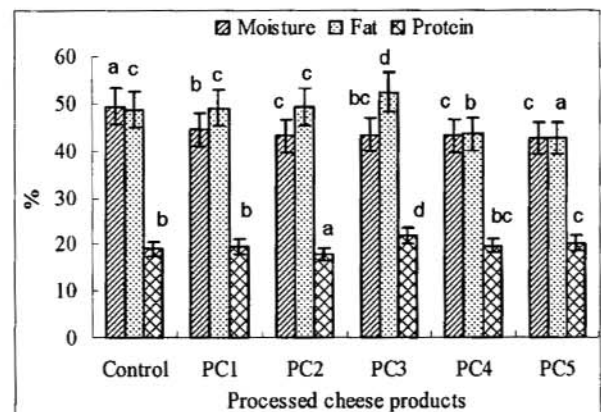 Moisture Fat Protein
60
50
40
30
20
10
0
%
a c b
b c b
c c a
bc d d
c b bc
c a c
Control PC1 PC2 PC3 PC4 PC5
Processed cheese products